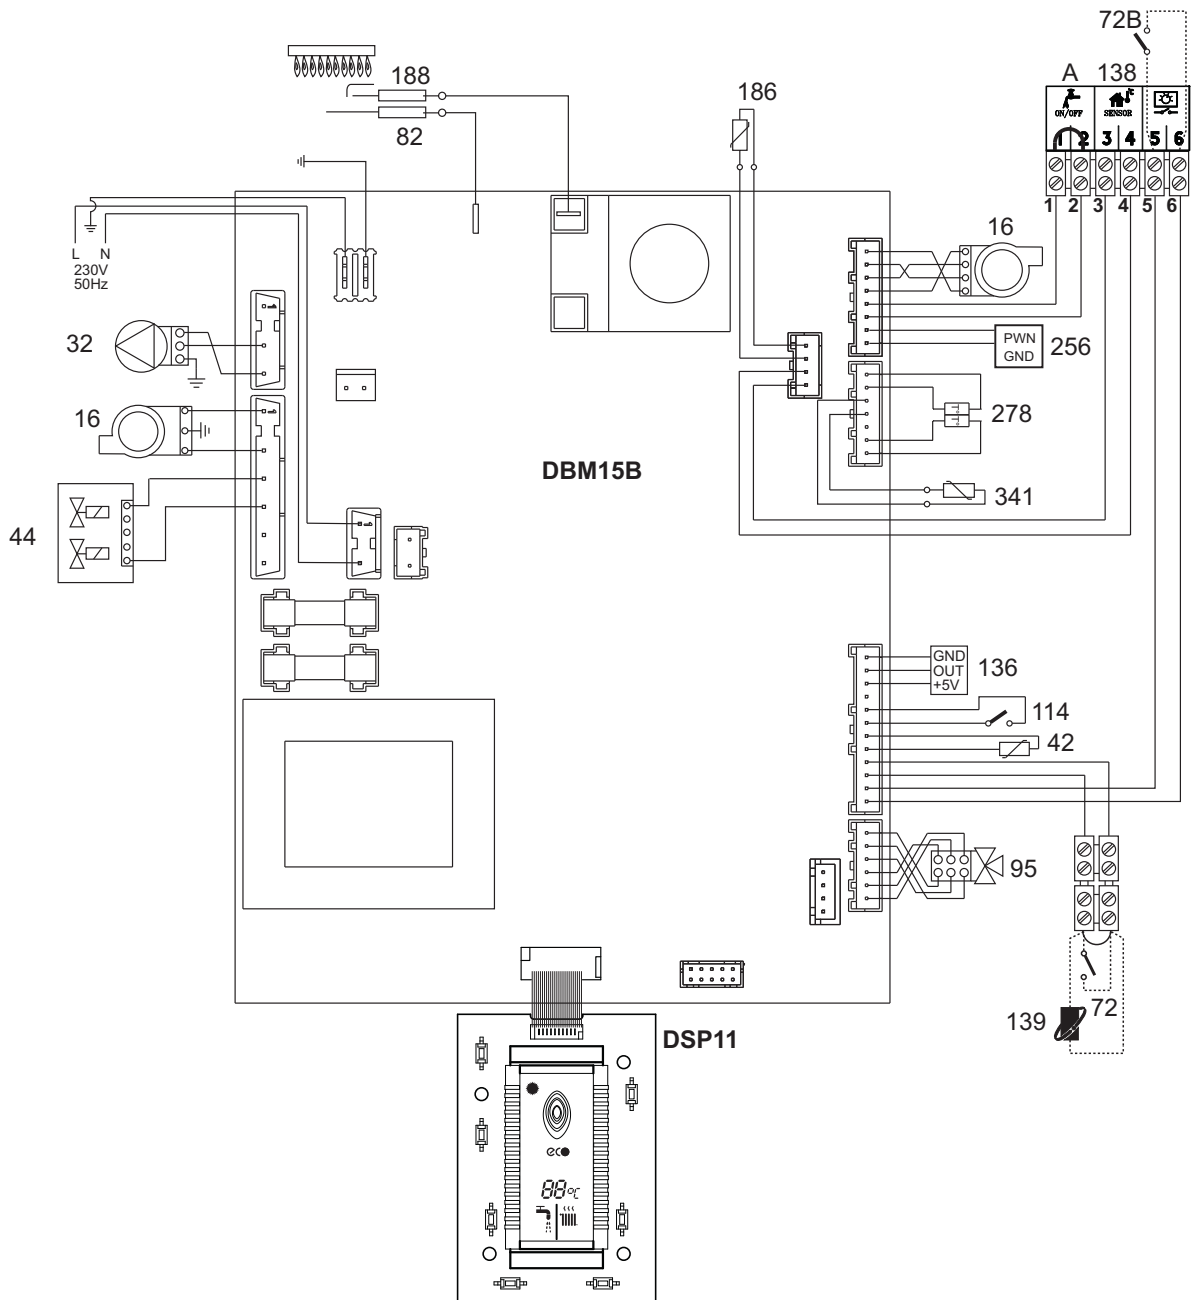 72B
188
A 138
186
82
ON/OFF
SENSOR
1 2 3 4 5 6
1 2 3 4 5 6
16
L N
230V
50Hz
32
PWN
GND
256
16
278
DBM15B
341
44
GND
OUT
+5V
136
114
42
95
139
72
DSP11
eco
88°C